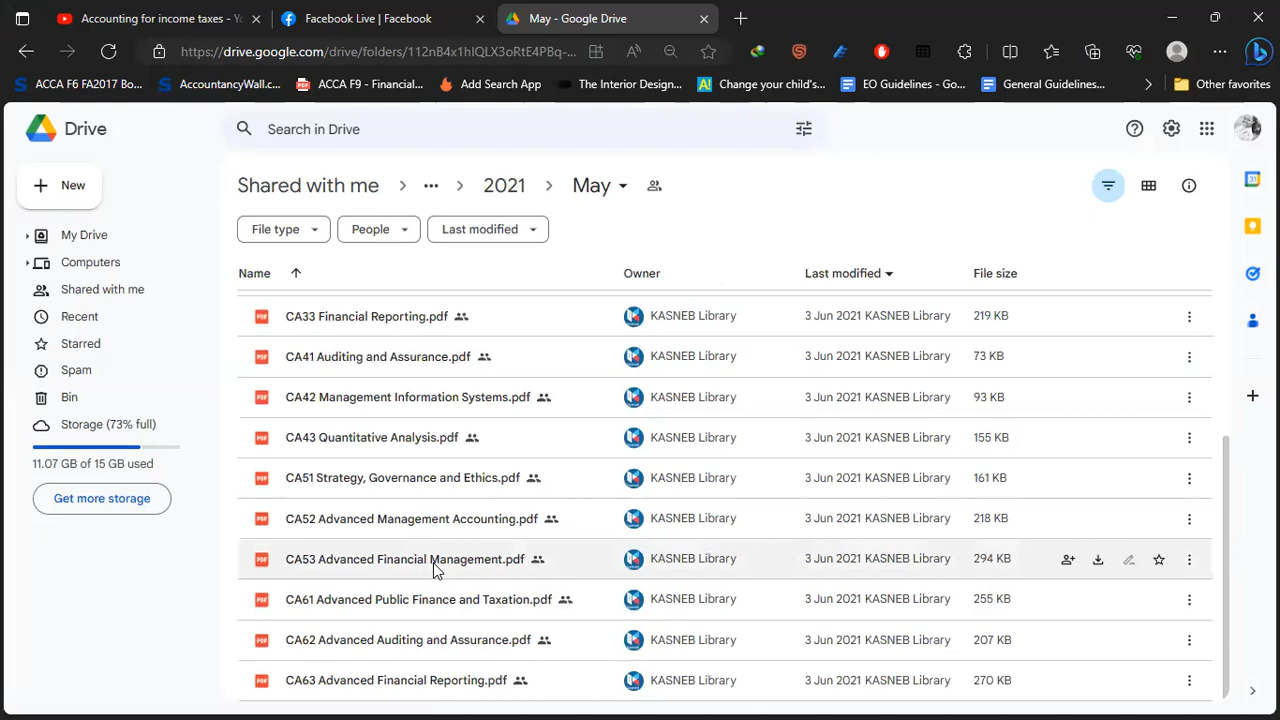 Accounting for income taxes - Yo
Facebook Live | Facebook
May - Google Drive
https://drive.google.com/drive/folders/112nB4x1hIQLX3oRtE4PBq-...
ACCA F6 FA2017 Bo...
AccountancyWall.c...
ACCA F9 - Financial...
Add Search App
The Interior Design...
AI Change your child's...
EO Guidelines - Go...
General Guidelines...
Other favorites
Drive
Search in Drive
New
Shared with me > ... > 2021 > May
File type
People
Last modified
My Drive
Computers
Shared with me
Recent
Starred
Spam
Bin
Storage (73% full)
11.07 GB of 15 GB used
Get more storage
Name Owner Last modified File size
CA33 Financial Reporting.pdf KASNEB Library 3 Jun 2021 KASNEB Library 219 KB
CA41 Auditing and Assurance.pdf KASNEB Library 3 Jun 2021 KASNEB Library 73 KB
CA42 Management Information Systems.pdf KASNEB Library 3 Jun 2021 KASNEB Library 93 KB
CA43 Quantitative Analysis.pdf KASNEB Library 3 Jun 2021 KASNEB Library 155 KB
CA51 Strategy, Governance and Ethics.pdf KASNEB Library 3 Jun 2021 KASNEB Library 161 KB
CA52 Advanced Management Accounting.pdf KASNEB Library 3 Jun 2021 KASNEB Library 218 KB
CA53 Advanced Financial Management.pdf KASNEB Library 3 Jun 2021 KASNEB Library 294 KB
CA61 Advanced Public Finance and Taxation.pdf KASNEB Library 3 Jun 2021 KASNEB Library 255 KB
CA62 Advanced Auditing and Assurance.pdf KASNEB Library 3 Jun 2021 KASNEB Library 207 KB
CA63 Advanced Financial Reporting.pdf KASNEB Library 3 Jun 2021 KASNEB Library 270 KB